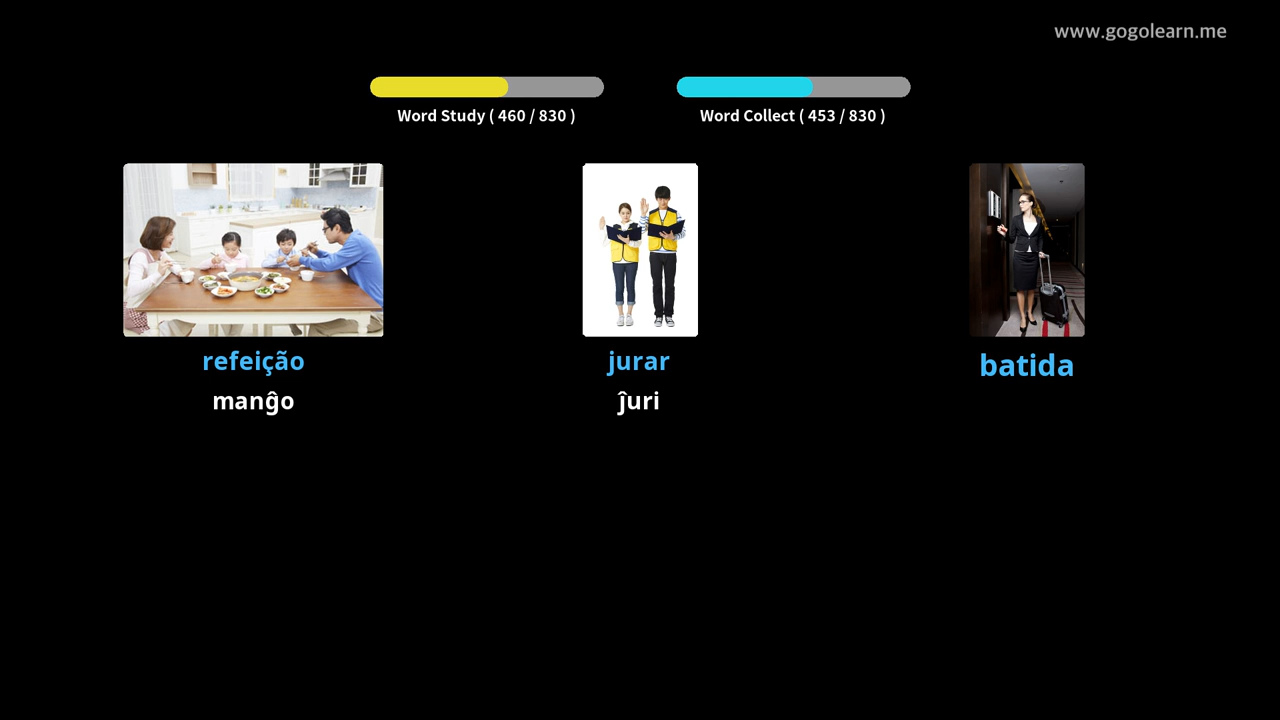 www.gogolearn.me
Word Study ( 460 / 830 )
Word Collect ( 453 / 830 )
refeição
jurar
batida
manĝo
ĵuri